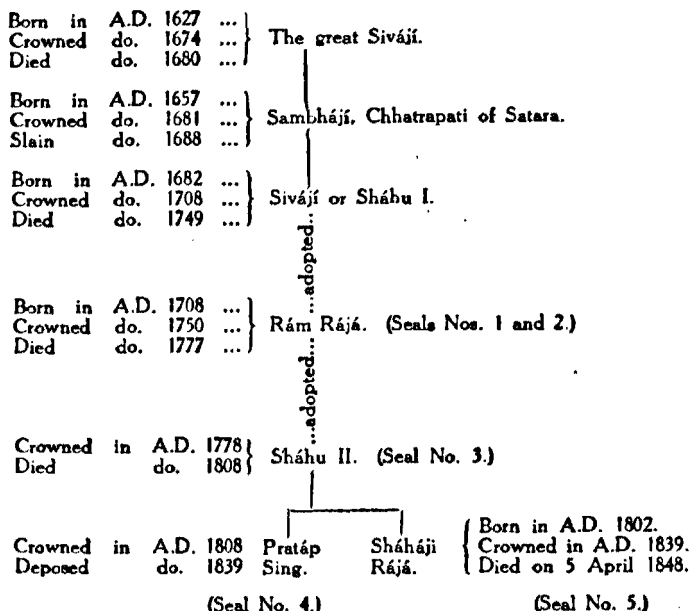 Born in A.D. 1627 ...
Crowned do. 1674 ... } The great Sivájí.
Died do. 1680 ...
Born in A.D. 1657 ...
Crowned do. 1681 ... } Sambhájí, Chhatrapati of Satara.
Slain do. 1688 ...
Born in A.D. 1682 ...
Crowned do. 1708 ... } Sivájí or Sháhu I.
Died do. 1749 ...
...adopted...
Born in A.D. 1708 ...
Crowned do. 1750 ... } Rám Rájá. (Seals Nos. 1 and 2.)
Died do. 1777 ...
...adopted...
Crowned in A.D. 1778 } Sháhu II. (Seal No. 3.)
Died do. 1808
Born in A.D. 1802.
Crowned in A.D. 1808 Pratáp Sháháji { Crowned in A.D. 1839.
Deposed do. 1839 Sing. Rájá. Died on 5 April 1848.
(Seal No. 4.) (Seal No. 5.)